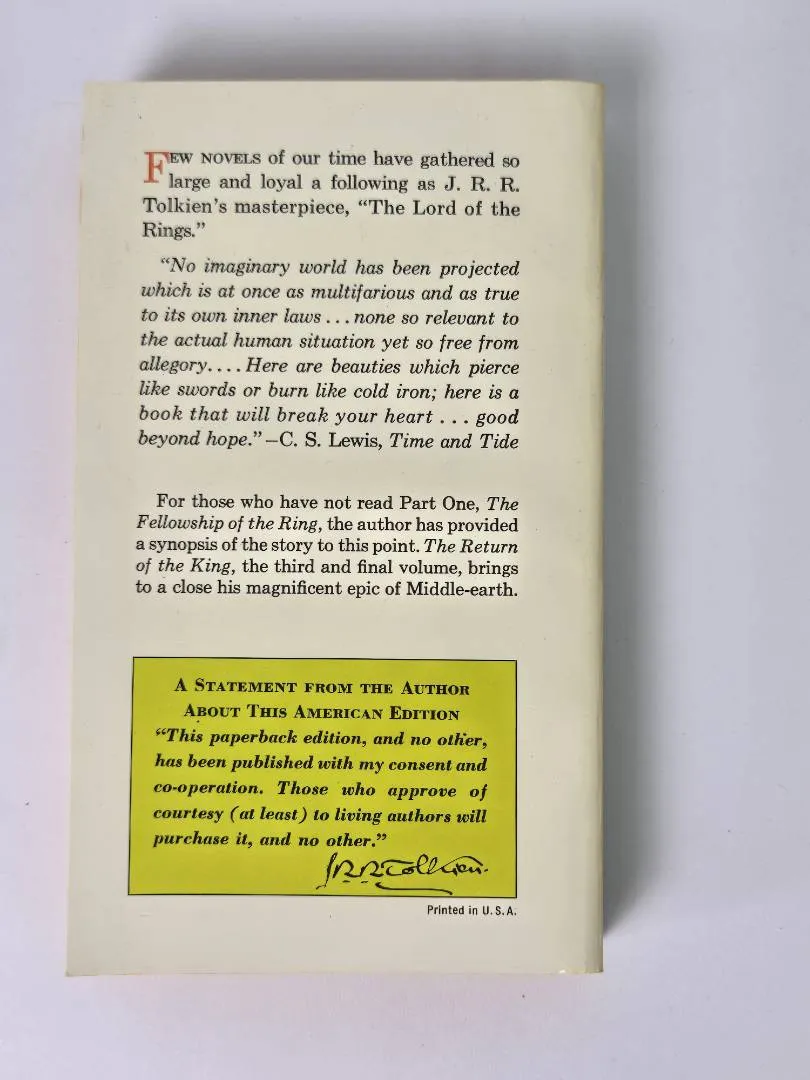 FEW NOVELS of our time have gathered so
large and loyal a following as J. R. R.
Tolkien's masterpiece, “The Lord of the
Rings.”
“No imaginary world has been projected
which is at once as multifarious and as true
to its own inner laws . . . none so relevant to
the actual human situation yet so free from
allegory. . . . Here are beauties which pierce
like swords or burn like cold iron; here is a
book that will break your heart . . . good
beyond hope.”—C. S. Lewis, Time and Tide
For those who have not read Part One, The
Fellowship of the Ring, the author has provided
a synopsis of the story to this point. The Return
of the King, the third and final volume, brings
to a close his magnificent epic of Middle-earth.
A STATEMENT FROM THE AUTHOR
ABOUT THIS AMERICAN EDITION
“This paperback edition, and no other,
has been published with my consent and
co-operation. Those who approve of
courtesy (at least) to living authors will
purchase it, and no other.”
J.R.R. Tolkien.
Printed in U.S.A.